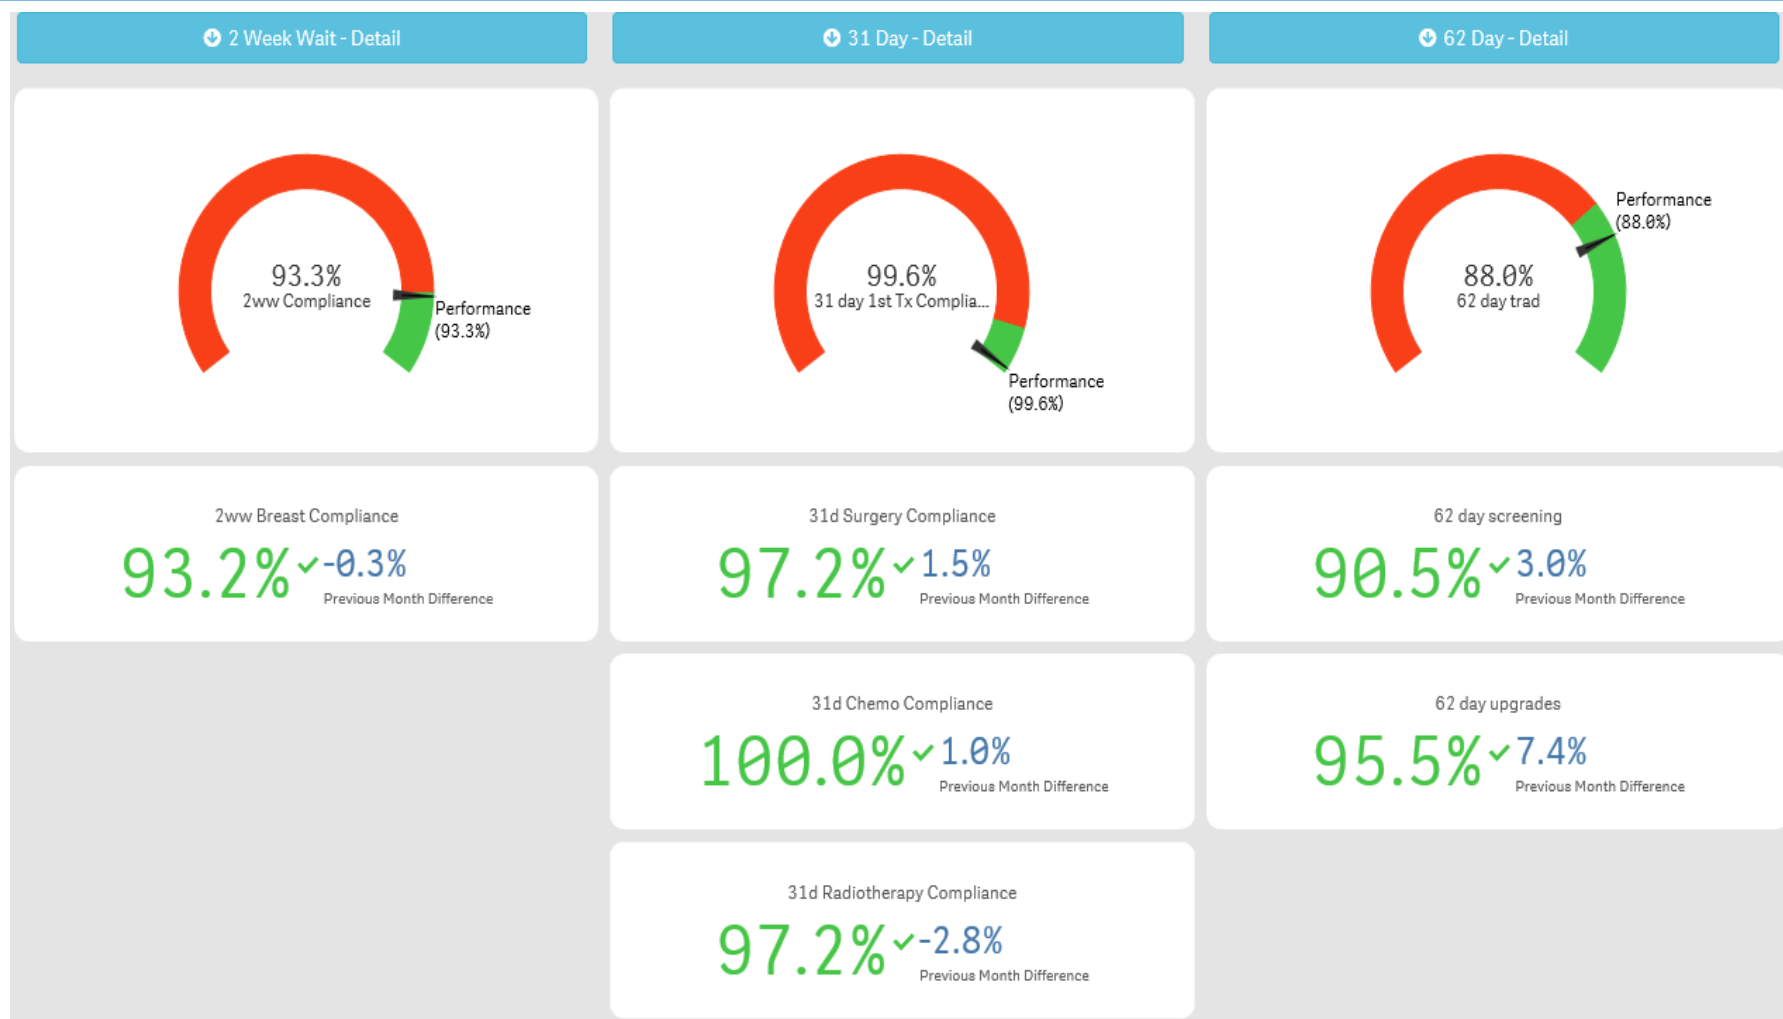 2 Week Wait - Detail
31 Day - Detail
62 Day - Detail
93.3%
2ww Compliance
Performance
(93.3%)
99.6%
31 day 1st Tx Complia...
Performance
(99.6%)
88.0%
62 day trad
Performance
(88.0%)
2ww Breast Compliance
93.2%
-0.3%
Previous Month Difference
31d Surgery Compliance
97.2%
1.5%
Previous Month Difference
62 day screening
90.5%
3.0%
Previous Month Difference
31d Chemo Compliance
100.0%
1.0%
Previous Month Difference
62 day upgrades
95.5%
7.4%
Previous Month Difference
31d Radiotherapy Compliance
97.2%
-2.8%
Previous Month Difference